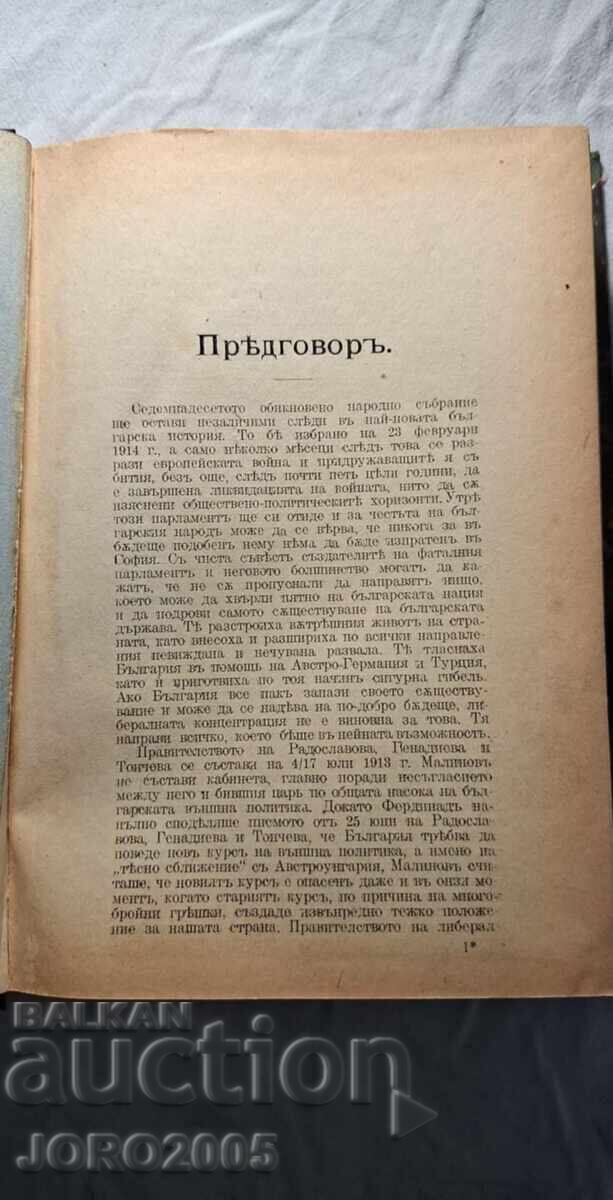 Прѣдговоръ.
Седемнадесетото обикновено народно събрание
ще остави незаличими слѣди въ най-новата бъл-
гарска история. То бѣ избрано на 23 февруари
1914 г., а само нѣколко мѣсеци слѣдъ това се раз-
рази европейската война и придружаващитѣ я съ-
бития, безъ още, слѣдъ почти петь цѣли години, да
е завършена ликвидацията на войната, нито да сѫ
изяснени обществено-политическитѣ хоризонти. Утрѣ
този парламентъ ще си отиде и за честьта на бъл-
гарския народъ може да се вѣрва, че никога за въ
бѫдеще подобенъ нему нѣма да бѫде изпратенъ въ
София. Съ чиста съвѣсть създателитѣ на фаталния
парламентъ и неговото болшинство могатъ да ка-
жатъ, че не сѫ пропуснали да направятъ нищо,
което може да хвърли пятно на българската нация
и да подрови самото сѫществуване на българската
държава. Тѣ разстроиха вѫтрѣшния животъ на стра-
ната, като внесоха и разшириха по всички направле-
ния невиждана и нечувана развала. Тѣ тласнаха
България въ помощь на Австро-Германия и Турция,
като ѝ приготвиха по тоя начинъ сигурна гибель.
Ако България все пакъ запази своето сѫществу-
вание и може да се надѣва на по-добро бѫдеще, ли-
бералната концентрация не е виновна за това. Тя
направи всичко, което бѣше въ нейната възможность.
Правителството на Радославова, Генадиева и
Тончева се състави на 4/17 юли 1913 г. Малиновъ
не състави кабинета, главно поради несъгласието
между него и бившия царь по общата насока на бъл-
гарската външна политика. Докато Фердинадъ на-
пълно сподѣляше писмото отъ 25 юни на Радосла-
вова, Генадиева и Тончева, че България трѣбва да
поведе новъ курсъ на външна политика, а именно на
„тѣсно сближение“ съ Австроунгария, Малиновъ счи-
таше, че новиятъ курсъ е опасенъ даже и въ онзи мо-
ментъ, когато стариятъ курсъ, по причина на много-
бройни грѣшки, създаде извънредно тежко положе-
ние за нашата страна. Правителството на либерал
1*
BALKAN
auction
JORO2005